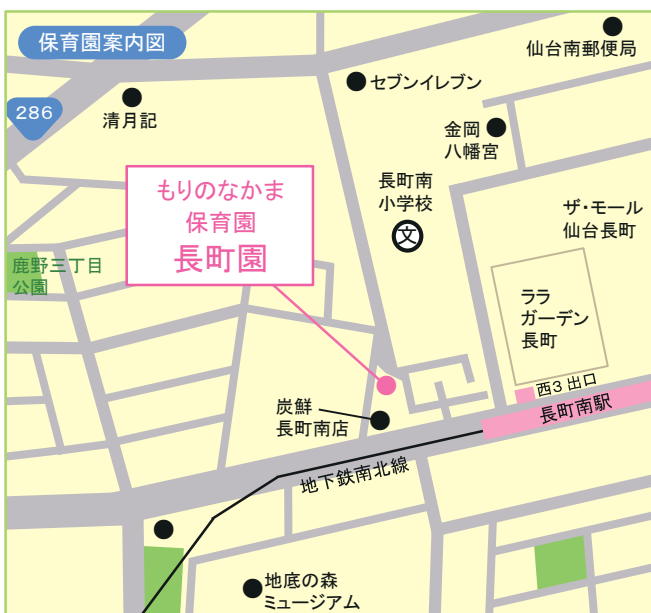 保育園案内図
仙台南郵便局
セブンイレブン
286
清月記
金岡
八幡宮
長町南
小学校
文
もりのなかま
保育園
長町園
ザ・モール
仙台長町
鹿野三丁目
公園
ララ
ガーデン
長町
西3出口
長町南駅
炭鮮
長町南店
地下鉄南北線
地底の森
ミュージアム